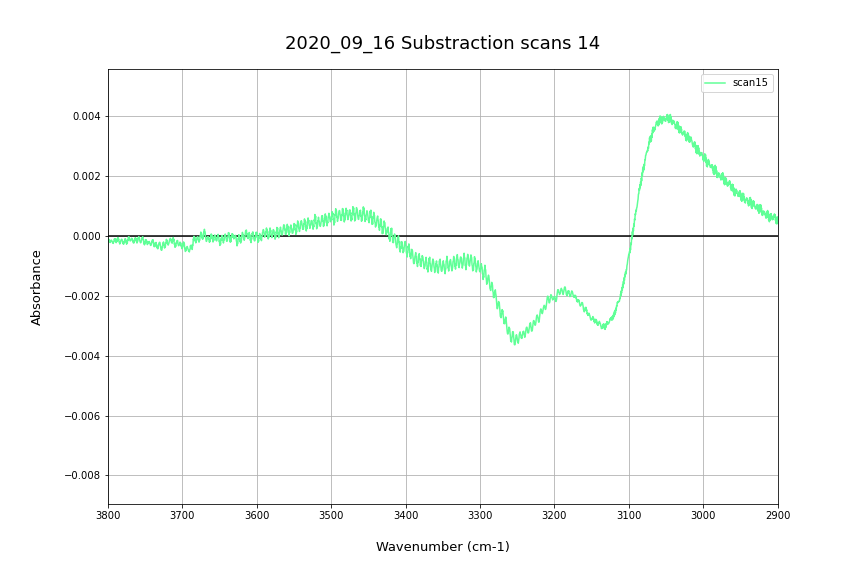 2020_09_16 Substraction scans 14
scan15
0.004
0.002
0.000
−0.002
−0.004
−0.006
−0.008
Absorbance
3800 3700 3600 3500 3400 3300 3200 3100 3000 2900
Wavenumber (cm-1)